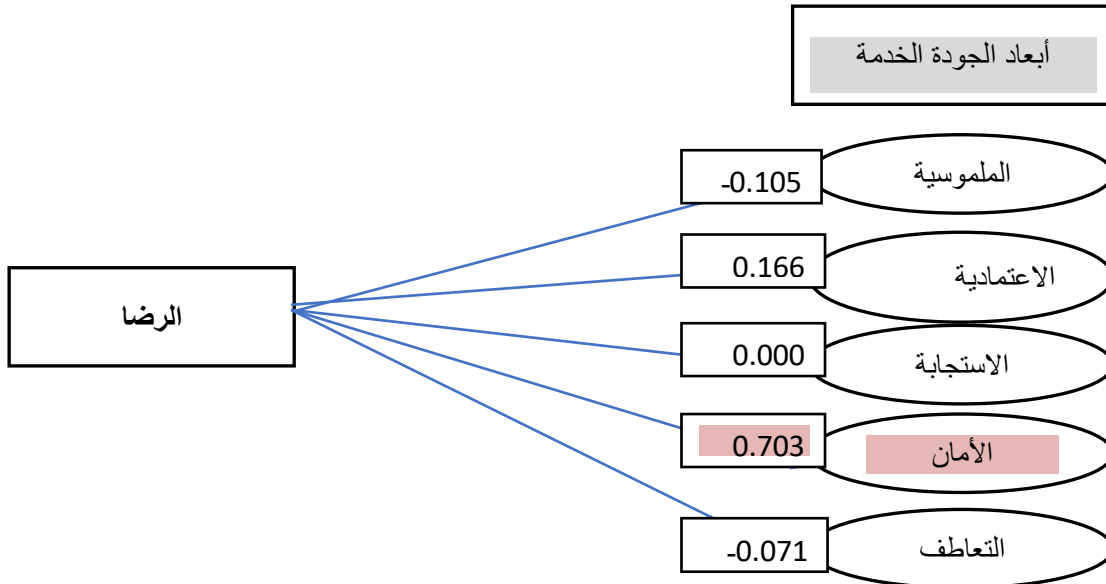 أبعاد الجودة الخدمة
الملموسية
-0.105
الاعتمادية
0.166
الاستجابة
0.000
الأمان
0.703
التعاطف
-0.071
الرضا